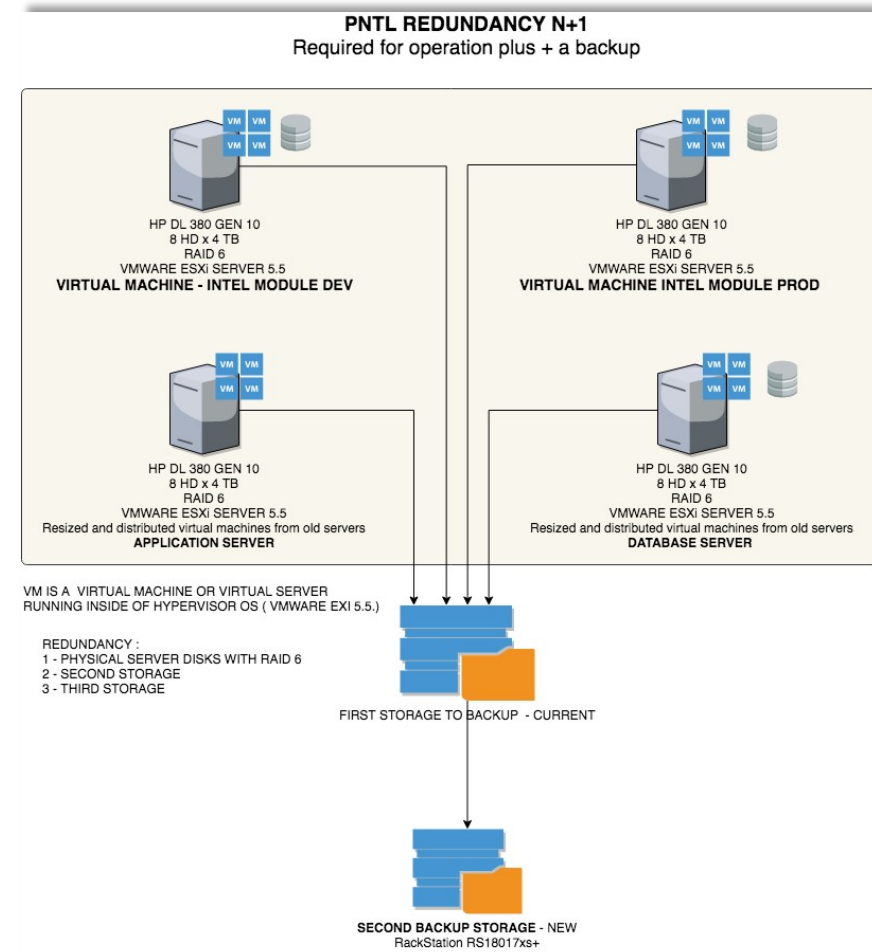 PNTL REDUNDANCY N+1
Required for operation plus + a backup
VM VM
VM VM
HP DL 380 GEN 10
8 HD x 4 TB
RAID 6
VMWARE ESXi SERVER 5.5
VIRTUAL MACHINE - INTEL MODULE DEV
VM VM
VM VM
HP DL 380 GEN 10
8 HD x 4 TB
RAID 6
VMWARE ESXi SERVER 5.5
VIRTUAL MACHINE INTEL MODULE PROD
VM VM
VM VM
HP DL 380 GEN 10
8 HD x 4 TB
RAID 6
VMWARE ESXi SERVER 5.5
Resized and distributed virtual machines from old servers
APPLICATION SERVER
VM VM
VM VM
HP DL 380 GEN 10
8 HD x 4 TB
RAID 6
VMWARE ESXi SERVER 5.5
Resized and distributed virtual machines from old servers
DATABASE SERVER
VM IS A VIRTUAL MACHINE OR VIRTUAL SERVER
RUNNING INSIDE OF HYPERVISOR OS ( VMWARE EXI 5.5.)
REDUNDANCY :
1 - PHYSICAL SERVER DISKS WITH RAID 6
2 - SECOND STORAGE
3 - THIRD STORAGE
FIRST STORAGE TO BACKUP - CURRENT
SECOND BACKUP STORAGE - NEW
RackStation RS18017xs+